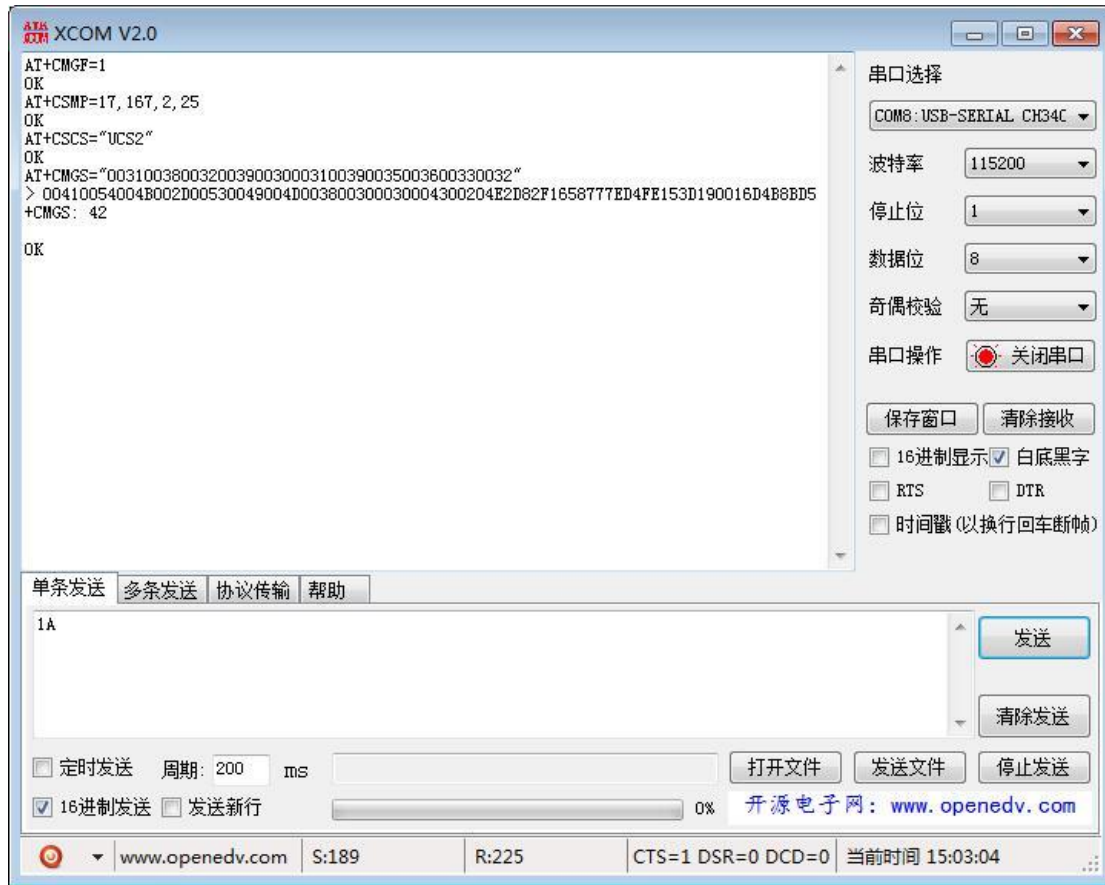 XCOM V2.0
AT+CMGF=1
OK
AT+CSMP=17,167,2,25
OK
AT+CSCS="UCS2"
OK
AT+CMGS="00310038003200390030003100390035003600330032"
> 00410054004B002D00530049004D003800300030004300204E2D82F1658777ED4FE153D190016D4B8BD5
+CMGS: 42
OK
串口选择
COM8:USB-SERIAL CH34C
波特率 115200
停止位 1
数据位 8
奇偶校验 无
串口操作 关闭串口
保存窗口 清除接收
16进制显示 白底黑字
RTS DTR
时间戳(以换行回车断帧)
单条发送 多条发送 协议传输 帮助
1A
发送
清除发送
定时发送 周期: 200 ms 打开文件 发送文件 停止发送
16进制发送 发送新行 0% 开源电子网: www.openedv.com
www.openedv.com S:189 R:225 CTS=1 DSR=0 DCD=0 当前时间 15:03:04